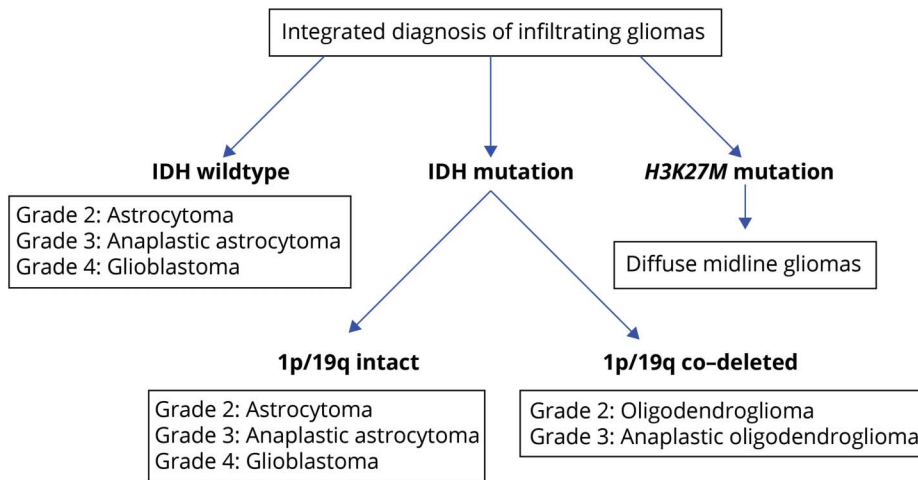 Integrated diagnosis of infiltrating gliomas
IDH wildtype
Grade 2: Astrocytoma
Grade 3: Anaplastic astrocytoma
Grade 4: Glioblastoma
IDH mutation
H3K27M mutation
Diffuse midline gliomas
1p/19q intact
Grade 2: Astrocytoma
Grade 3: Anaplastic astrocytoma
Grade 4: Glioblastoma
1p/19q co–deleted
Grade 2: Oligodendroglioma
Grade 3: Anaplastic oligodendroglioma